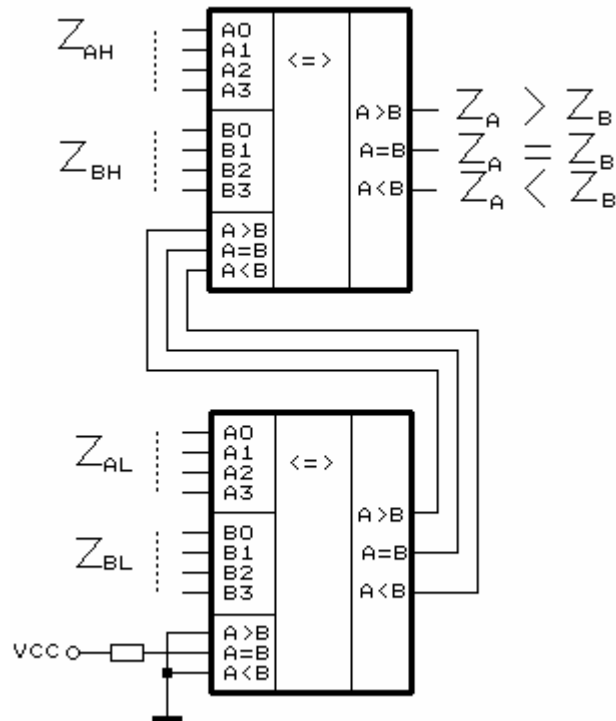 Z_AH
A0
A1
A2
A3
<=>
B0
B1
B2
B3
Z_BH
A>B
A=B
A<B
A>B Z_A > Z_B
A=B Z_A = Z_B
A<B Z_A < Z_B
Z_AL
A0
A1
A2
A3
<=>
B0
B1
B2
B3
Z_BL
A>B
A=B
A<B
VCC
A>B
A=B
A<B